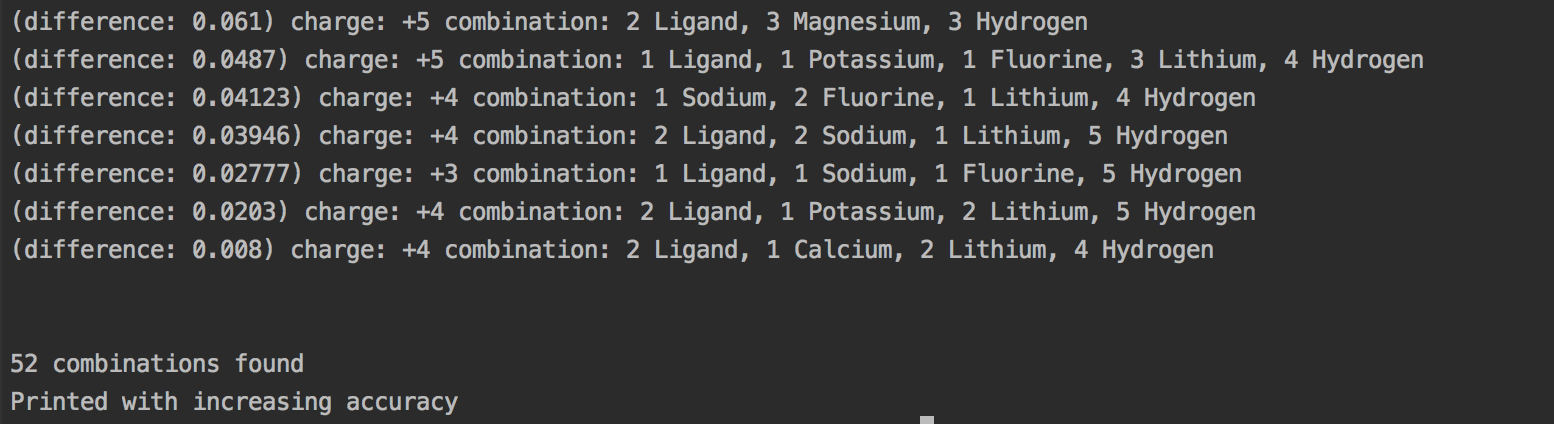 (difference: 0.061) charge: +5 combination: 2 Ligand, 3 Magnesium, 3 Hydrogen
(difference: 0.0487) charge: +5 combination: 1 Ligand, 1 Potassium, 1 Fluorine, 3 Lithium, 4 Hydrogen
(difference: 0.04123) charge: +4 combination: 1 Sodium, 2 Fluorine, 1 Lithium, 4 Hydrogen
(difference: 0.03946) charge: +4 combination: 2 Ligand, 2 Sodium, 1 Lithium, 5 Hydrogen
(difference: 0.02777) charge: +3 combination: 1 Ligand, 1 Sodium, 1 Fluorine, 5 Hydrogen
(difference: 0.0203) charge: +4 combination: 2 Ligand, 1 Potassium, 2 Lithium, 5 Hydrogen
(difference: 0.008) charge: +4 combination: 2 Ligand, 1 Calcium, 2 Lithium, 4 Hydrogen
52 combinations found
Printed with increasing accuracy